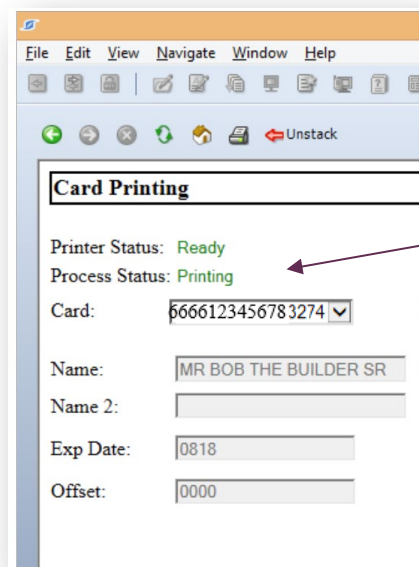 File Edit View Navigate Window Help
Unstack
Card Printing
Printer Status: Ready
Process Status: Printing
Card: 6666123456783274
Name: MR BOB THE BUILDER SR
Name 2:
Exp Date: 0818
Offset: 0000